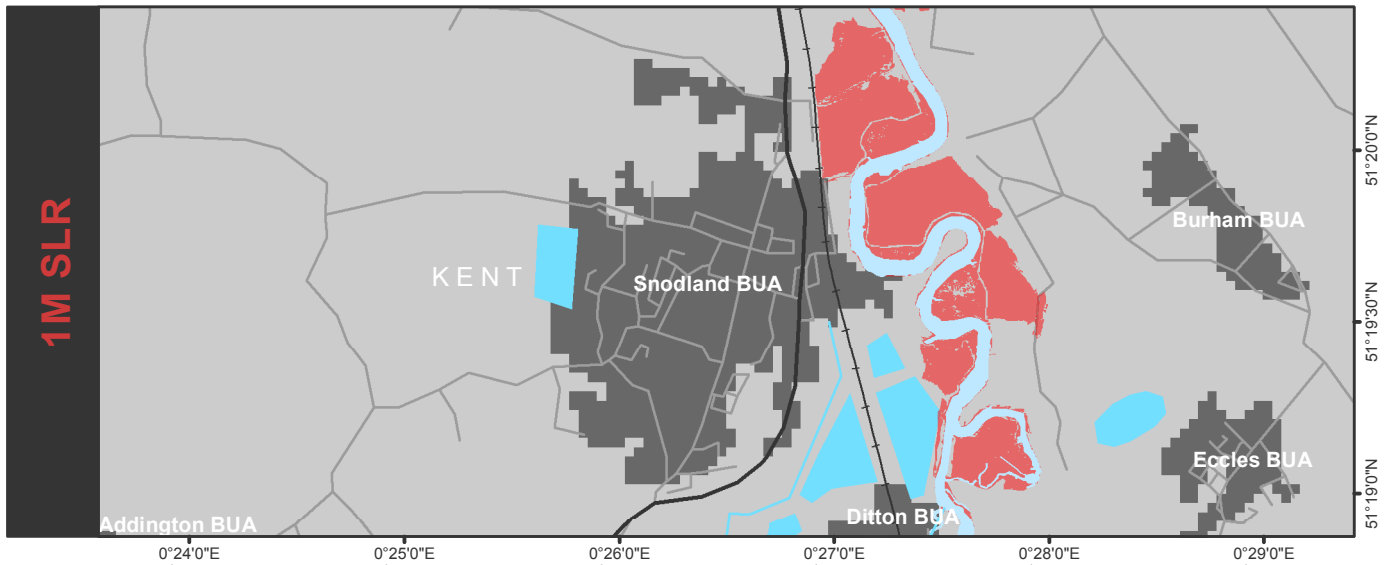 1M SLR
Burham BUA
KENT
Snodland BUA
Eccles BUA
Ditton BUA
Addington BUA
51°20'0"N
51°19'30"N
51°19'0"N
0°24'0"E
0°25'0"E
0°26'0"E
0°27'0"E
0°28'0"E
0°29'0"E